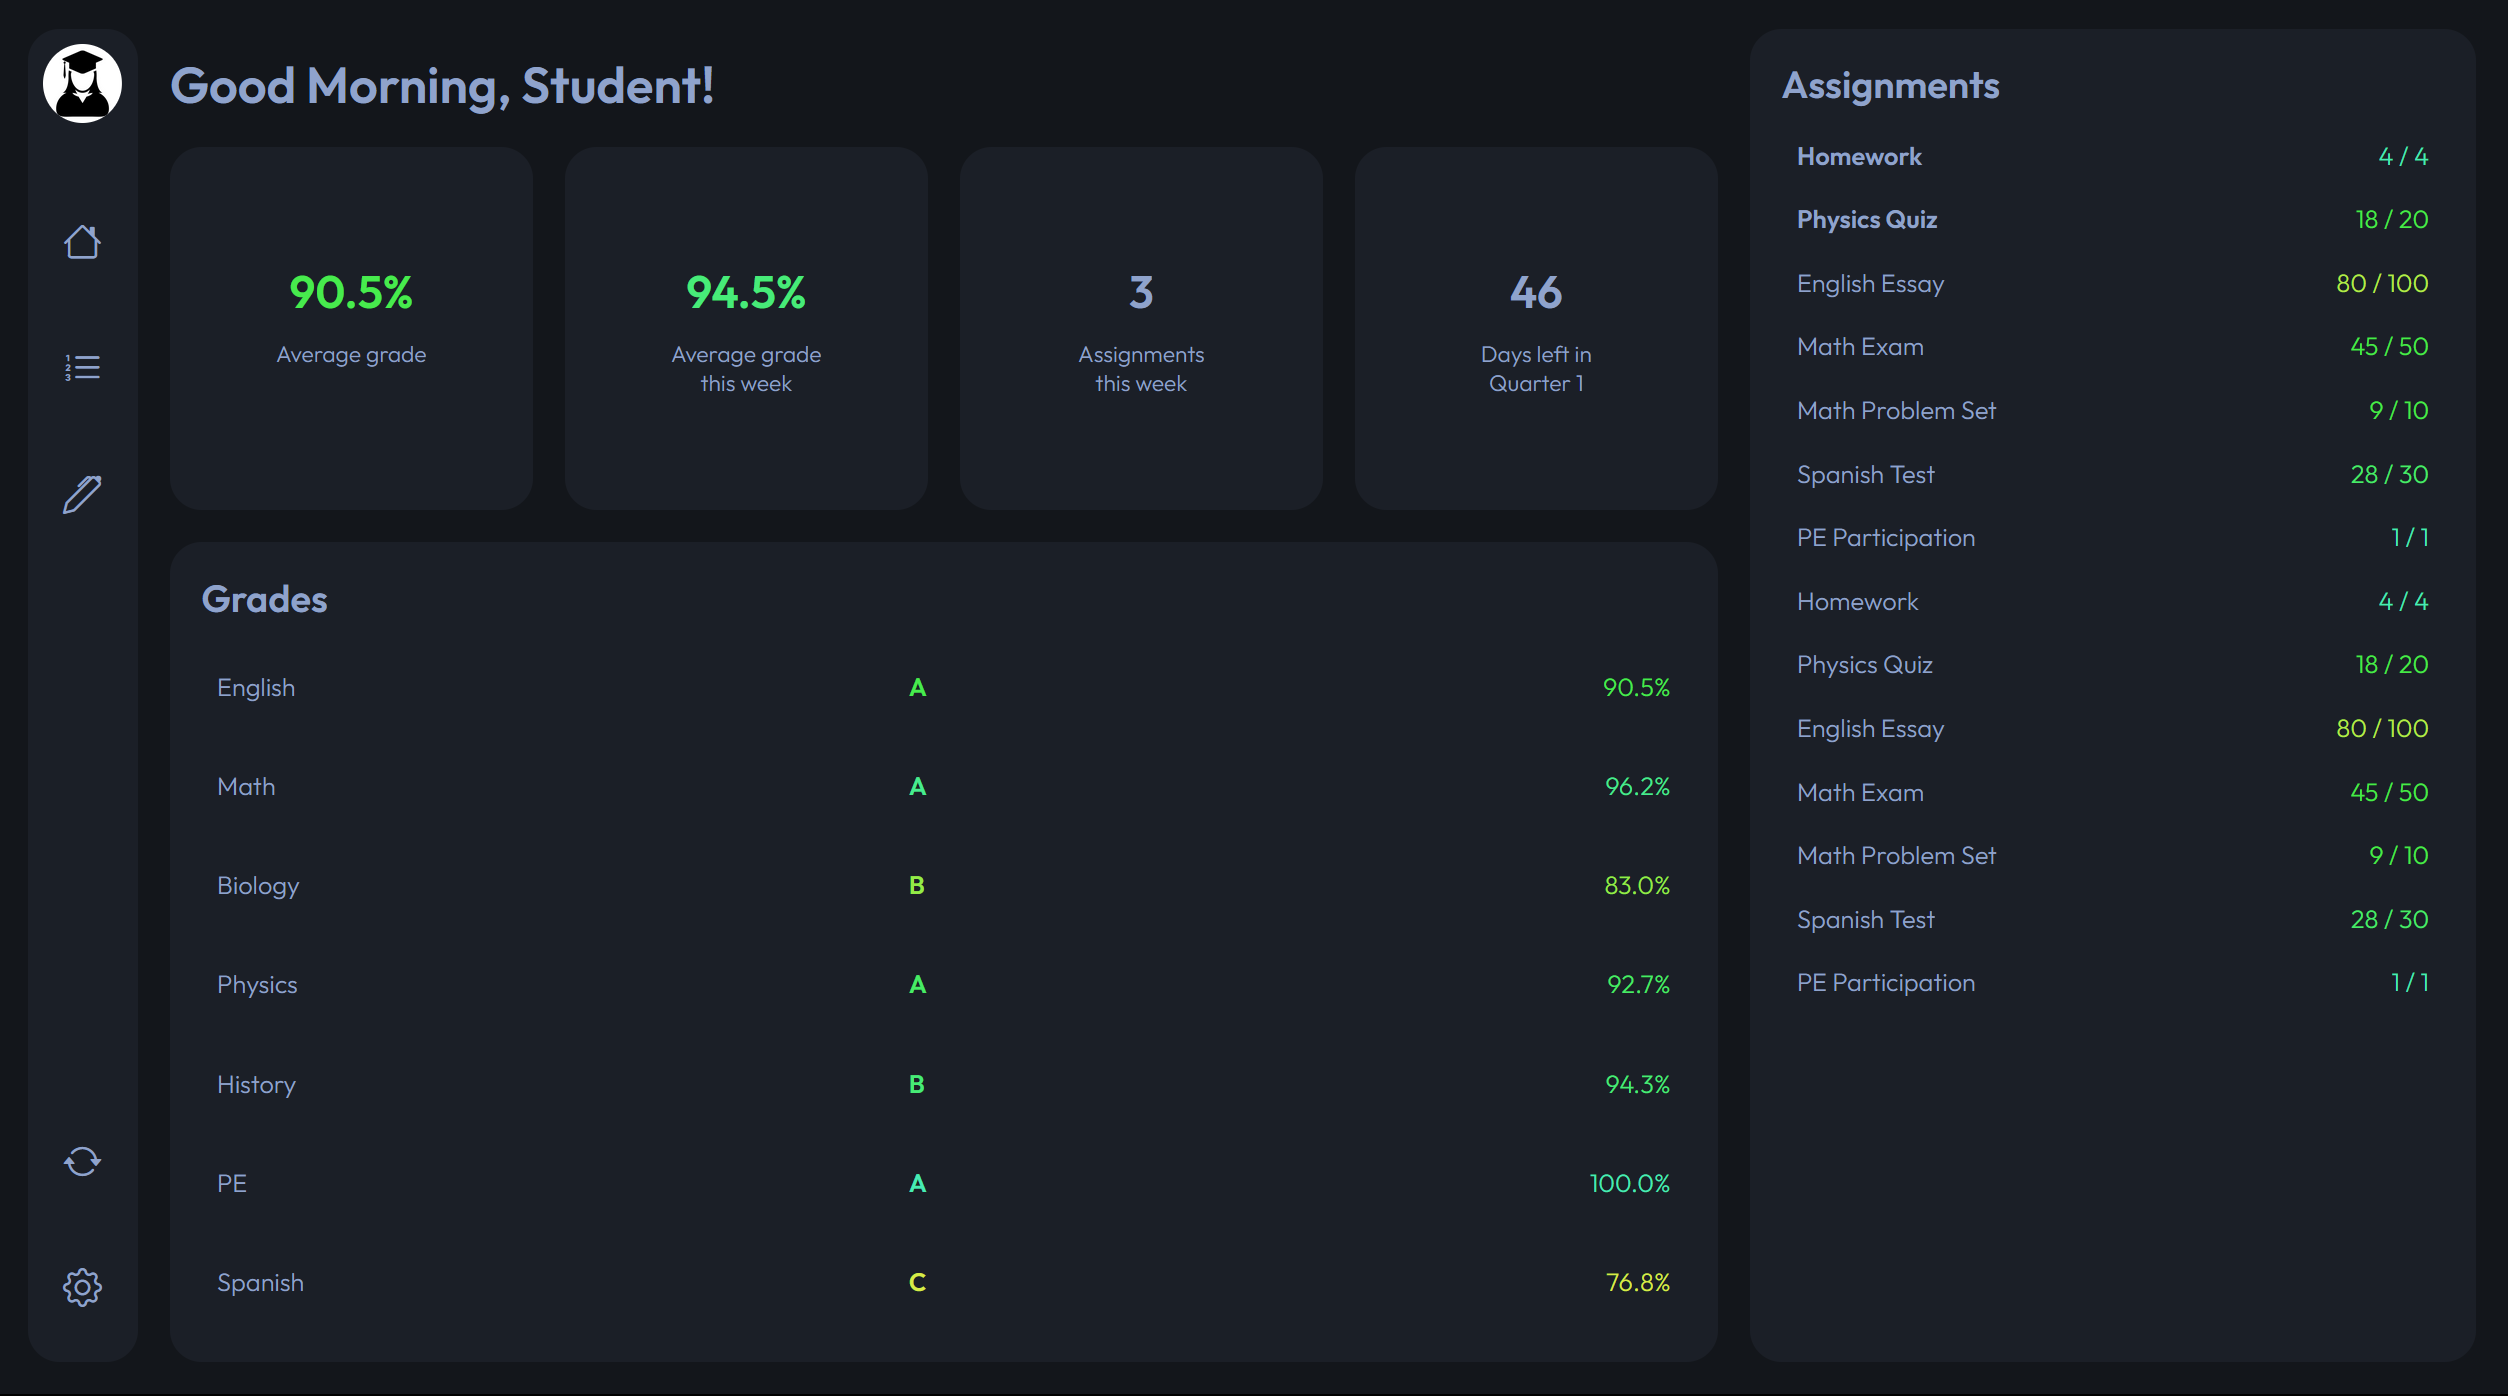 Good Morning, Student!
90.5%
Average grade
94.5%
Average grade
this week
3
Assignments
this week
46
Days left in
Quarter 1
Grades
English A 90.5%
Math A 96.2%
Biology B 83.0%
Physics A 92.7%
History B 94.3%
PE A 100.0%
Spanish C 76.8%
Assignments
Homework 4 / 4
Physics Quiz 18 / 20
English Essay 80 / 100
Math Exam 45 / 50
Math Problem Set 9 / 10
Spanish Test 28 / 30
PE Participation 1 / 1
Homework 4 / 4
Physics Quiz 18 / 20
English Essay 80 / 100
Math Exam 45 / 50
Math Problem Set 9 / 10
Spanish Test 28 / 30
PE Participation 1 / 1